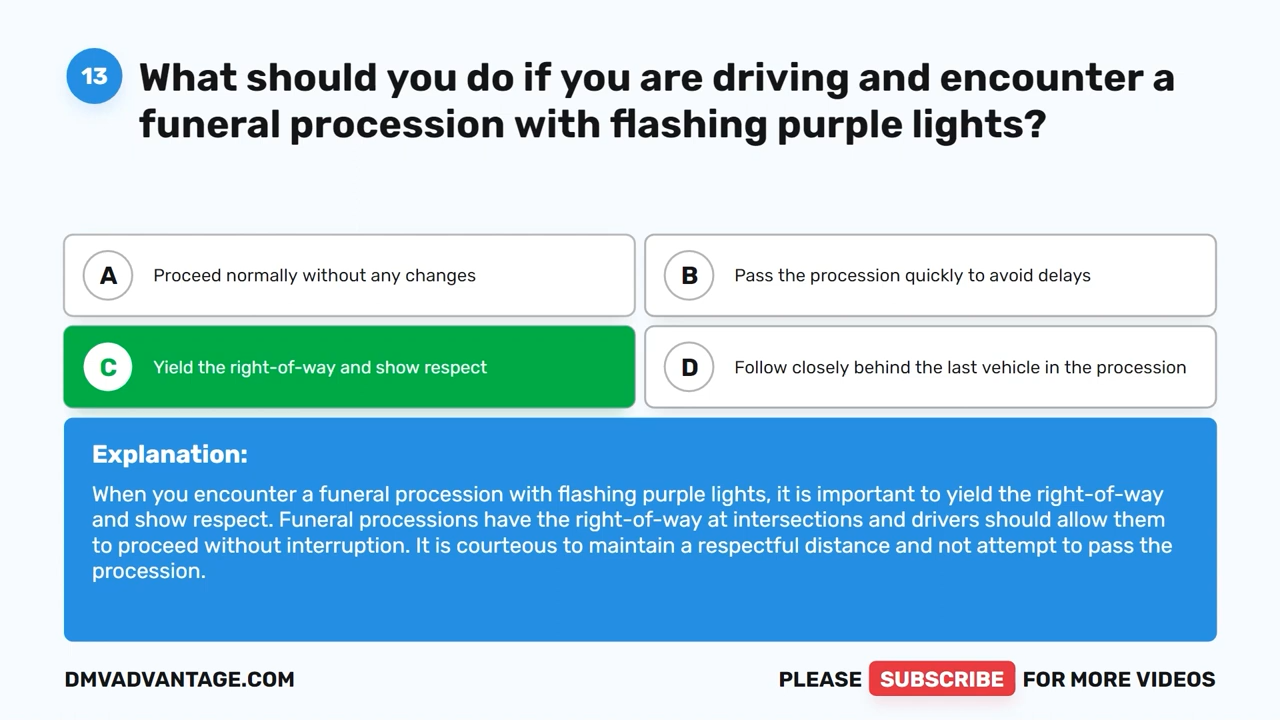 13
What should you do if you are driving and encounter a
funeral procession with flashing purple lights?
A
Proceed normally without any changes
B
Pass the procession quickly to avoid delays
C
Yield the right-of-way and show respect
D
Follow closely behind the last vehicle in the procession
Explanation:
When you encounter a funeral procession with flashing purple lights, it is important to yield the right-of-way
and show respect. Funeral processions have the right-of-way at intersections and drivers should allow them
to proceed without interruption. It is courteous to maintain a respectful distance and not attempt to pass the
procession.
DMVADVANTAGE.COM
PLEASE SUBSCRIBE FOR MORE VIDEOS